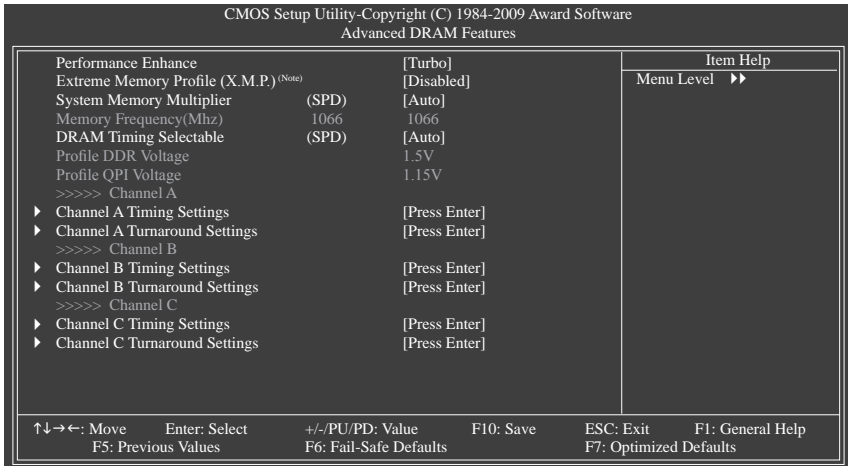 CMOS Setup Utility-Copyright (C) 1984-2009 Award Software
Advanced DRAM Features
Performance Enhance [Turbo]
Extreme Memory Profile (X.M.P.) (Note) [Disabled]
System Memory Multiplier (SPD) [Auto]
Memory Frequency(Mhz) 1066 1066
DRAM Timing Selectable (SPD) [Auto]
Profile DDR Voltage 1.5V
Profile QPI Voltage 1.15V
>>>>> Channel A
Channel A Timing Settings [Press Enter]
Channel A Turnaround Settings [Press Enter]
>>>>> Channel B
Channel B Timing Settings [Press Enter]
Channel B Turnaround Settings [Press Enter]
>>>>> Channel C
Channel C Timing Settings [Press Enter]
Channel C Turnaround Settings [Press Enter]
Item Help
Menu Level
↑↓→←: Move Enter: Select +/-/PU/PD: Value F10: Save ESC: Exit F1: General Help
F5: Previous Values F6: Fail-Safe Defaults F7: Optimized Defaults